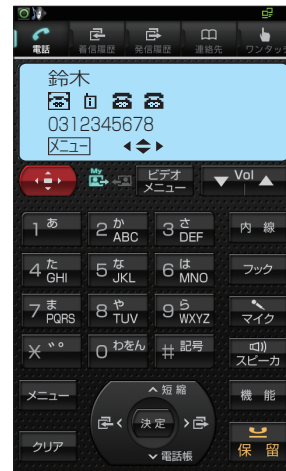 電話 着信履歴 発信履歴 連絡先 ワンタッ
鈴木
0312345678
メニュー
My ビデオメニュー ▼ Vol ▲
1 あ 2 か ABC 3 さ DEF 内線
4 た GHI 5 な JKL 6 は MNO フック
7 ま PQRS 8 や TUV 9 ら WXYZ マイク
* ゛゜ 0 わをん # 記号 スピーカ
メニュー 短縮 機能
決定
クリア 電話帳 保留